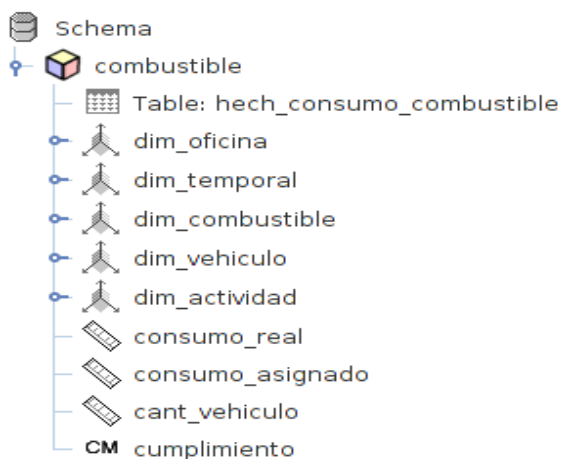 Schema
combustible
Table: hech_consumo_combustible
dim_oficina
dim_temporal
dim_combustible
dim_vehiculo
dim_actividad
consumo_real
consumo_asignado
cant_vehiculo
CM cumplimiento